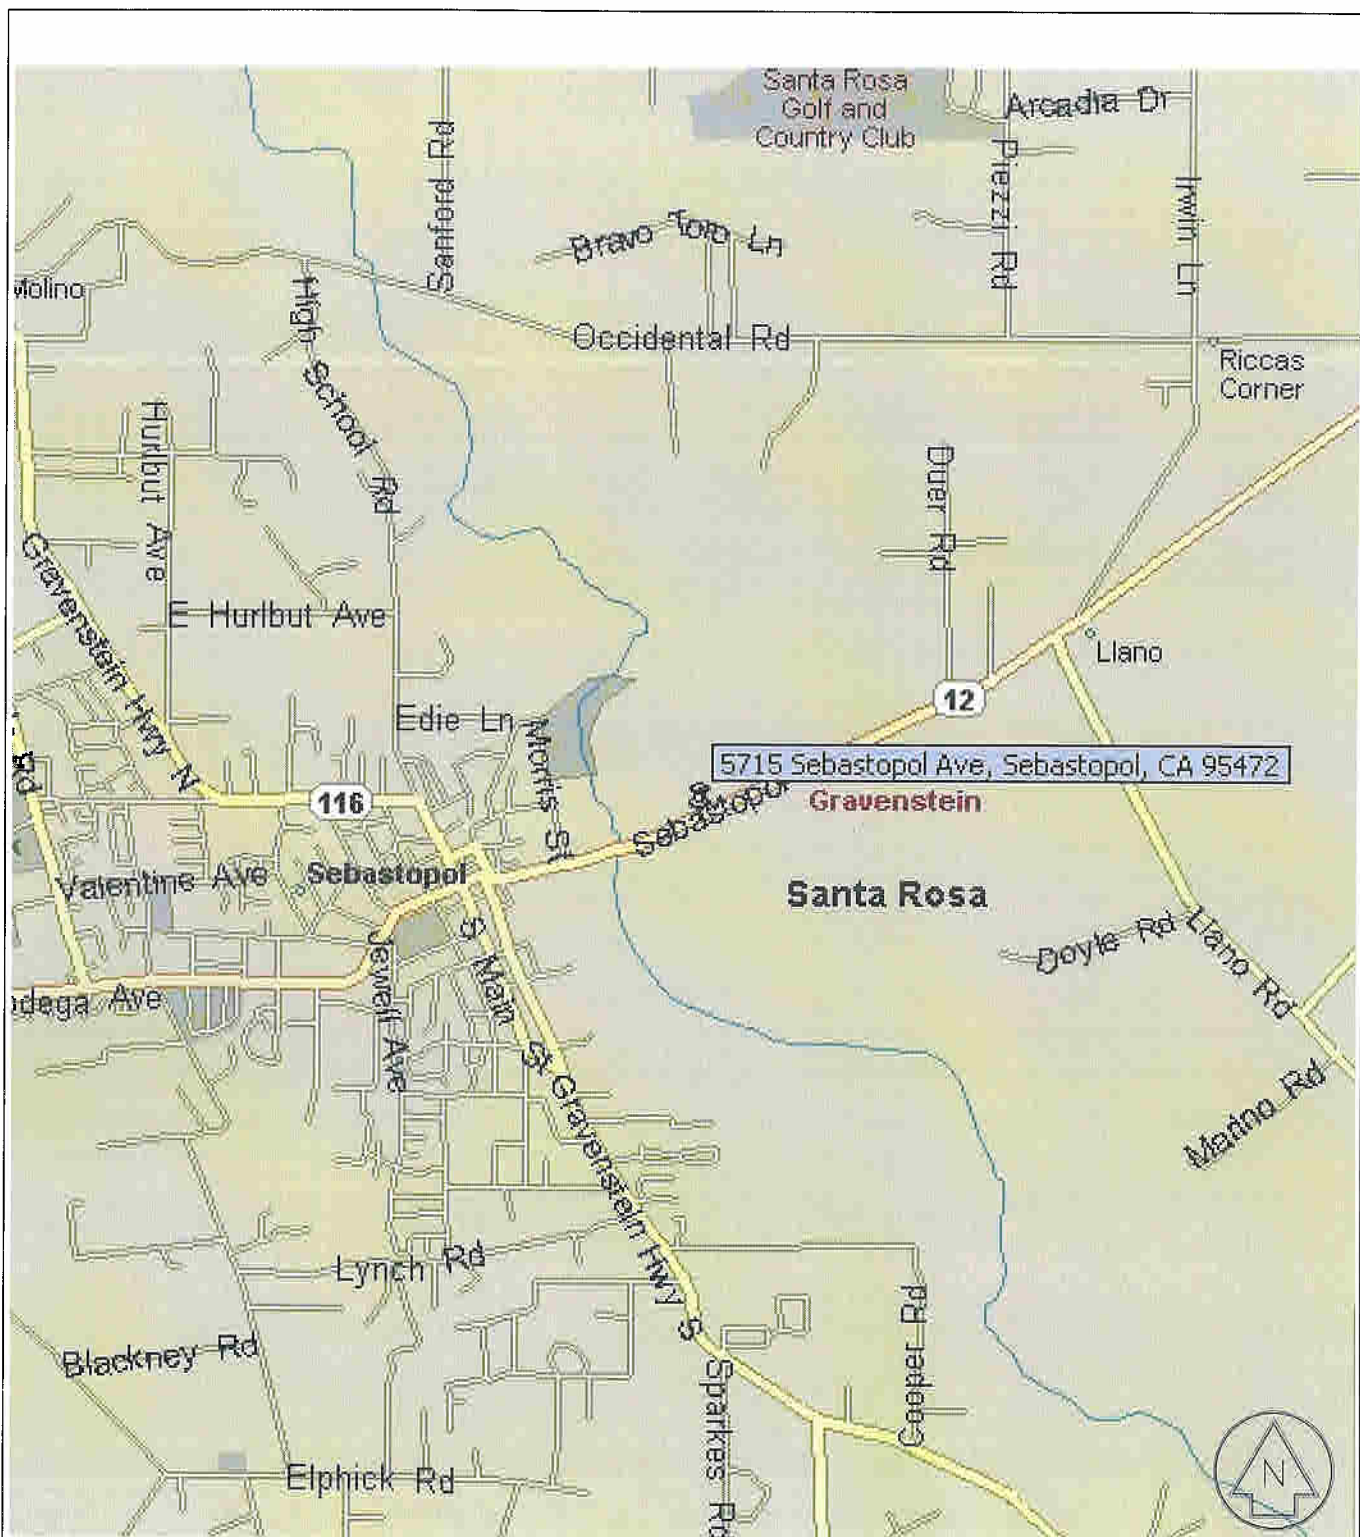 Santa Rosa
Golf and
Country Club
Arcadia Dr
Sanford Rd
Piezzi Rd
Irwin Ln
Bravo Toro Ln
Molino
High School Rd
Occidental Rd
Riccas
Corner
Hurlbut Ave
Duer Rd
Gravenstein Hwy N
E Hurlbut Ave
Llano
12
Edie Ln
Morris St
Rd
5715 Sebastopol Ave, Sebastopol, CA 95472
116
Sebastopol
Gravenstein
Valentine Ave
Sebastopol
Santa Rosa
S Main St
Doyle Rd
Llano Rd
Jewell Ave
odega Ave
Gravenstein Hwy S
Marino Rd
Lynch Rd
Cooper Rd
Blackney Rd
Sparkes Rd
Elphick Rd
N